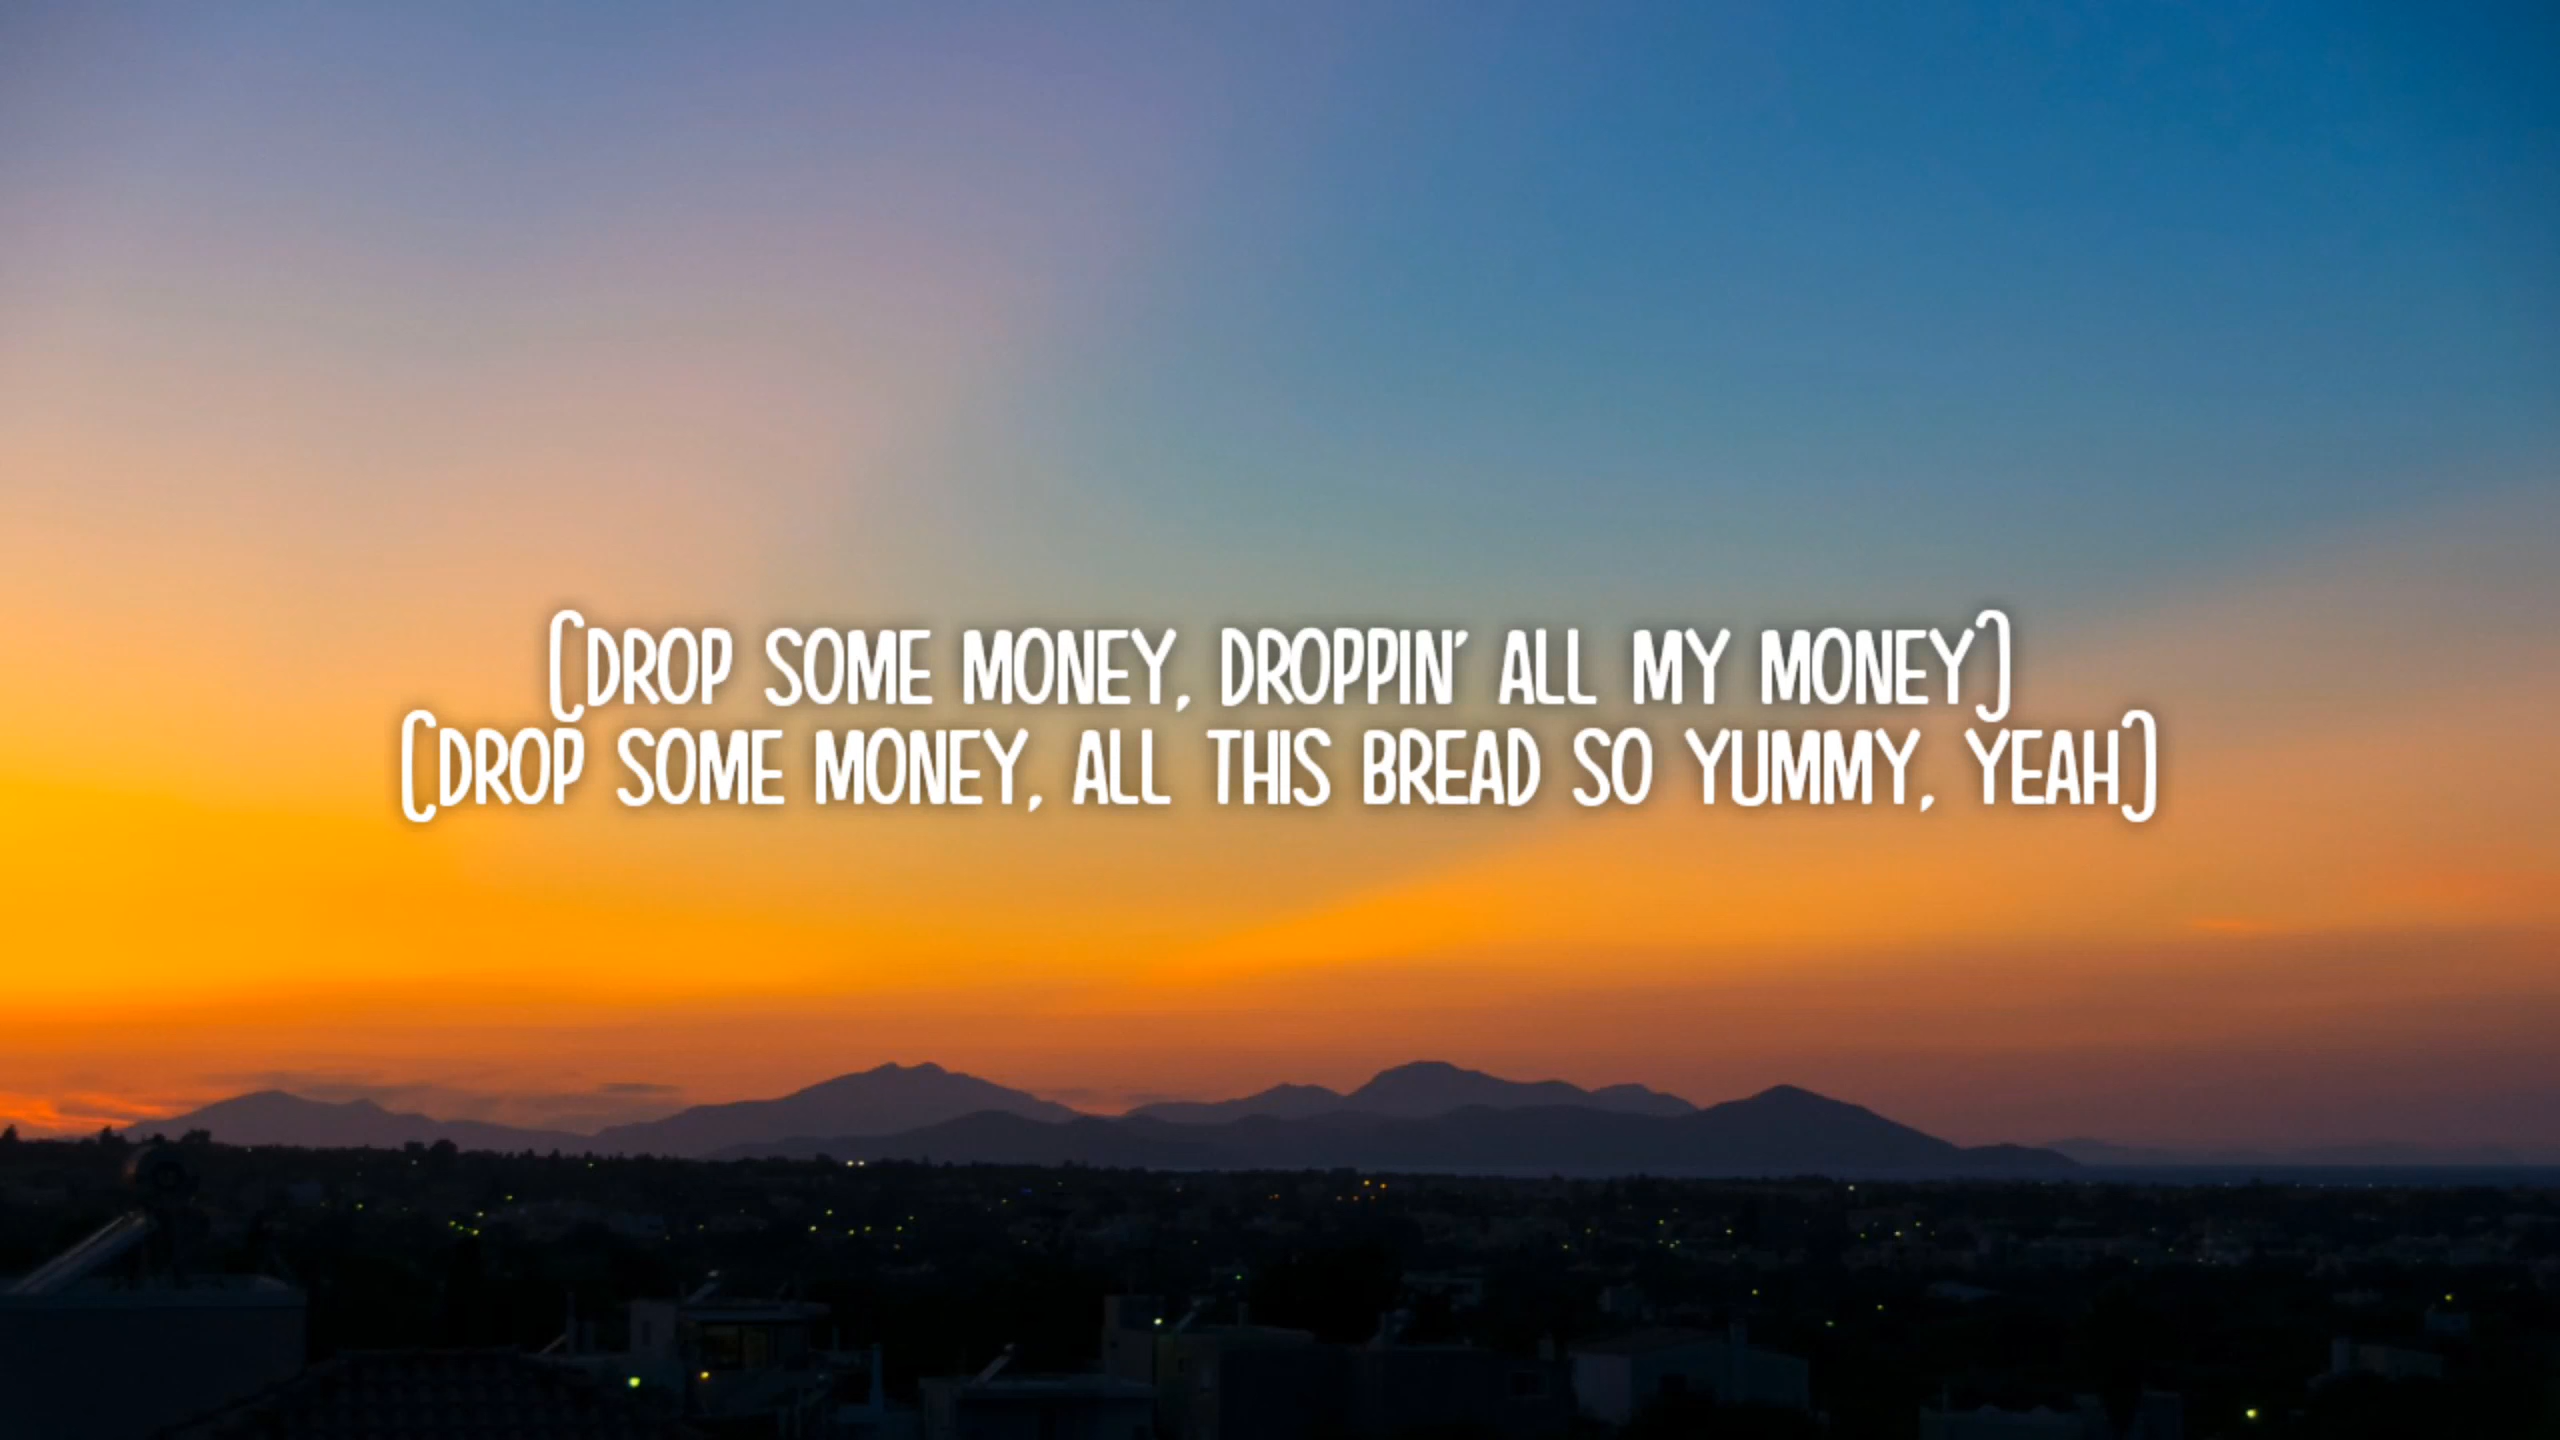 (DROP SOME MONEY, DROPPIN' ALL MY MONEY)
(DROP SOME MONEY, ALL THIS BREAD SO YUMMY, YEAH)